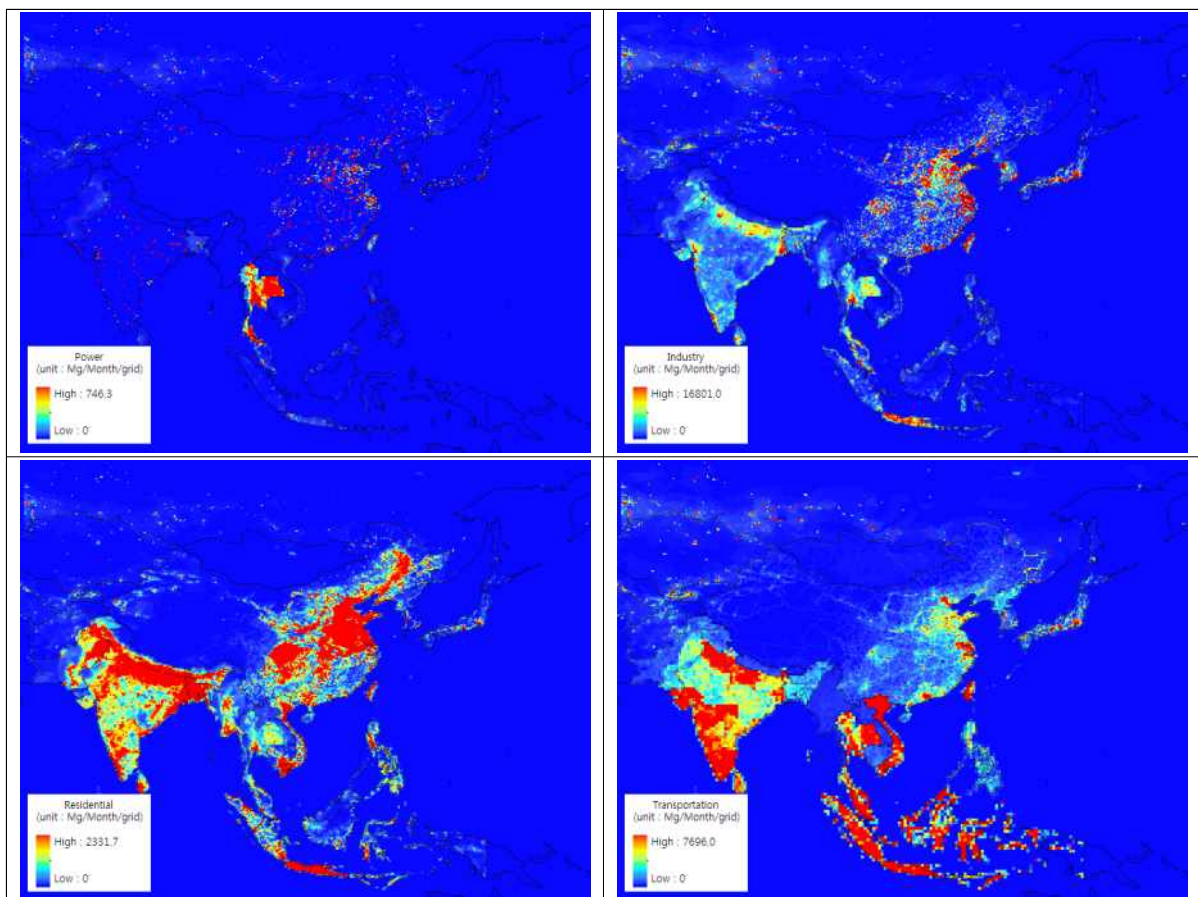 Power
(unit : Mg/Month/grid)
High : 746.3
Low : 0
Industry
(unit : Mg/Month/grid)
High : 16801.0
Low : 0
Residential
(unit : Mg/Month/grid)
High : 2331.7
Low : 0
Transportation
(unit : Mg/Month/grid)
High : 7696.0
Low : 0